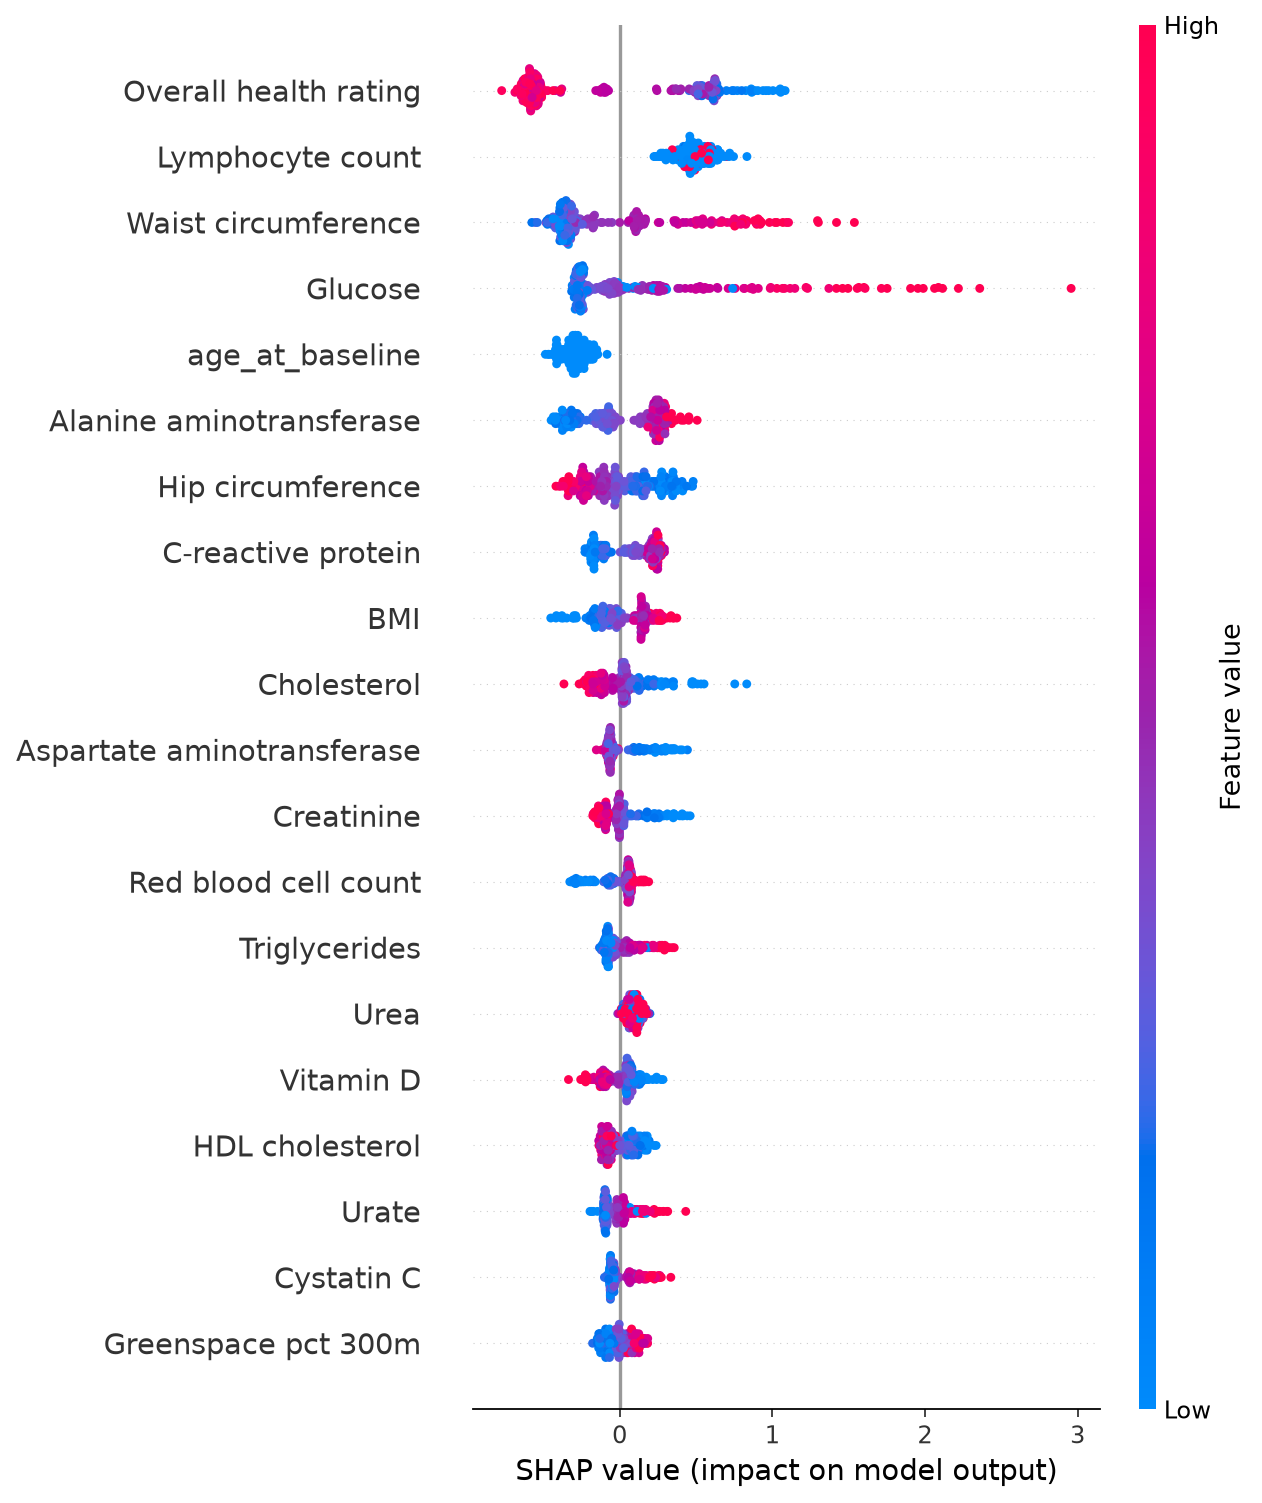 High
Overall health rating
Lymphocyte count
Waist circumference
Glucose
age_at_baseline
Alanine aminotransferase
Hip circumference
C-reactive protein
BMI
Cholesterol
Aspartate aminotransferase
Creatinine
Red blood cell count
Triglycerides
Urea
Vitamin D
HDL cholesterol
Urate
Cystatin C
Greenspace pct 300m
Feature value
Low
0 1 2 3
SHAP value (impact on model output)